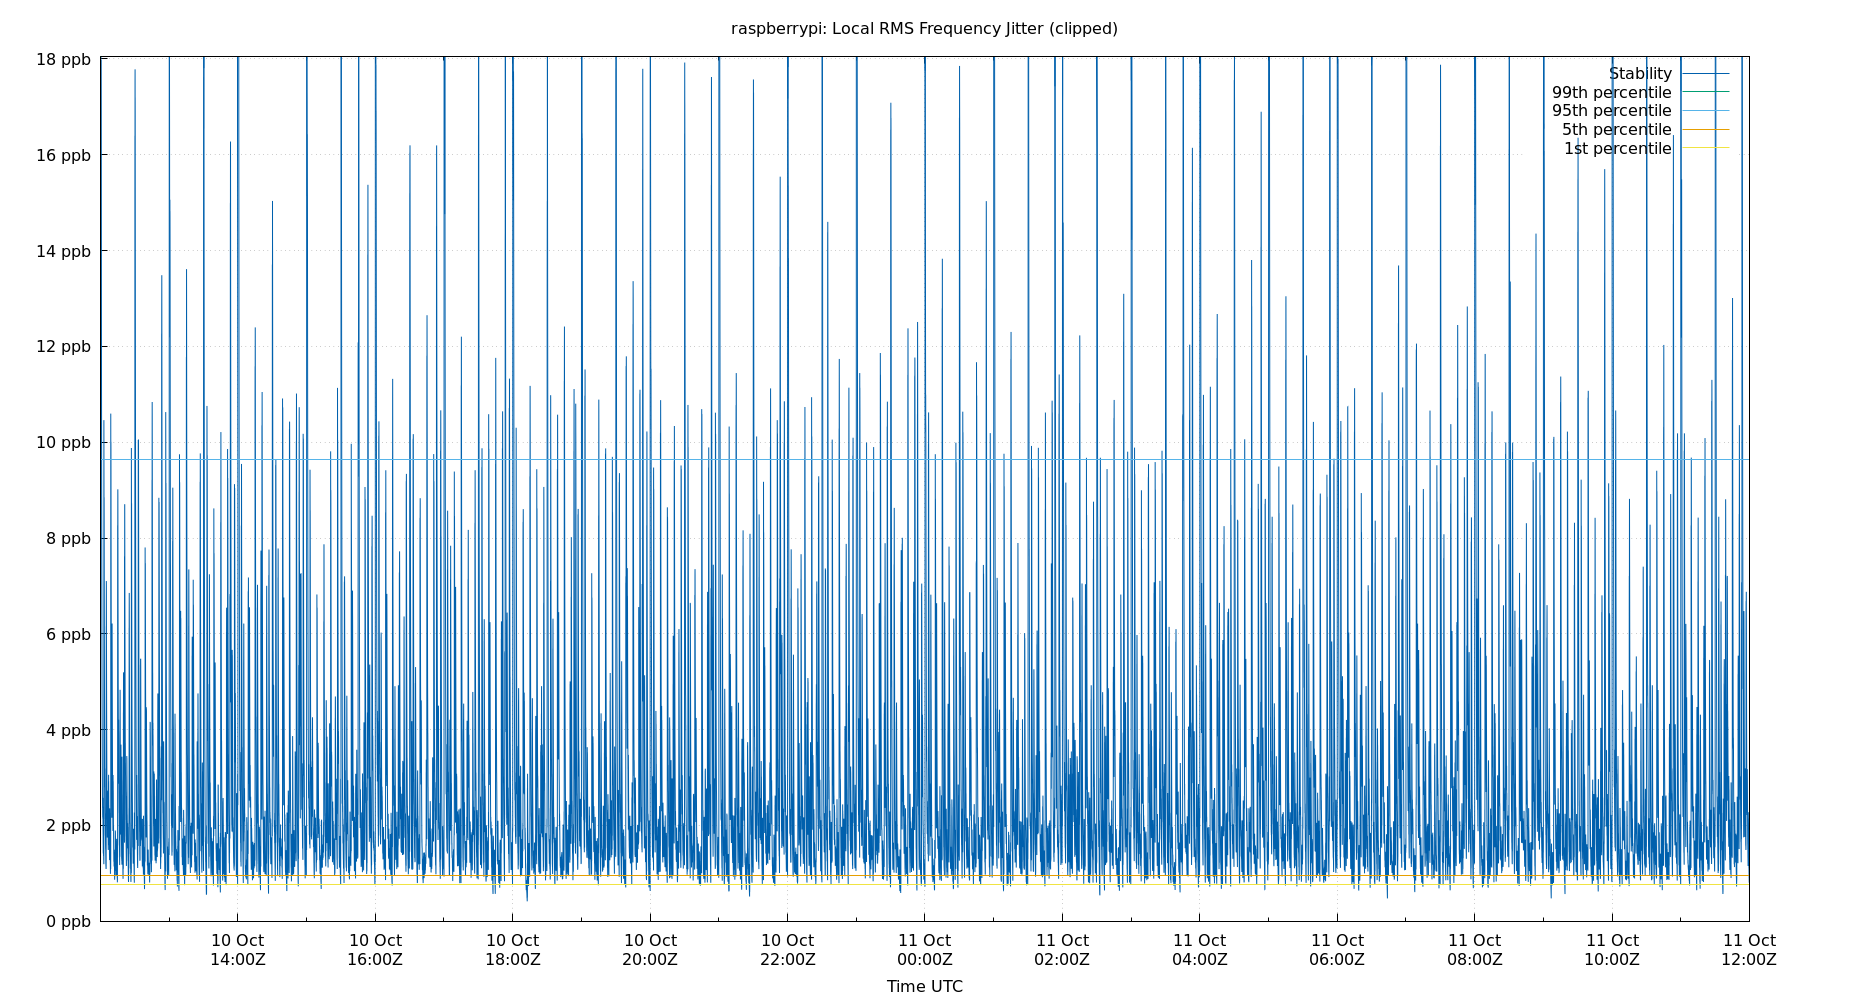 raspberrypi: Local RMS Frequency Jitter (clipped)
18 ppb
16 ppb
14 ppb
12 ppb
10 ppb
8 ppb
6 ppb
4 ppb
2 ppb
0 ppb
Stability
99th percentile
95th percentile
5th percentile
1st percentile
10 Oct 10 Oct 10 Oct 10 Oct 10 Oct 11 Oct 11 Oct 11 Oct 11 Oct 11 Oct 11 Oct 11 Oct
14:00Z 16:00Z 18:00Z 20:00Z 22:00Z 00:00Z 02:00Z 04:00Z 06:00Z 08:00Z 10:00Z 12:00Z
Time UTC